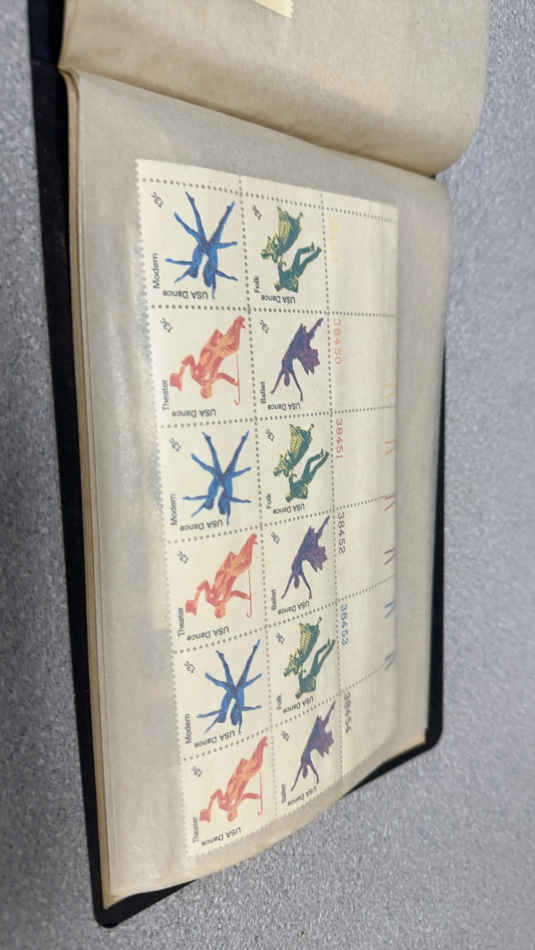 13c
Modern
USA Dance
13c
Folk
USA Dance
13c
Theater
USA Dance
13c
Ballet
USA Dance
38450
13c
Modern
USA Dance
13c
Folk
USA Dance
38451
13c
Theater
USA Dance
13c
Ballet
USA Dance
38452
13c
Modern
USA Dance
13c
Folk
USA Dance
38453
13c
Theater
USA Dance
13c
Ballet
USA Dance
38454